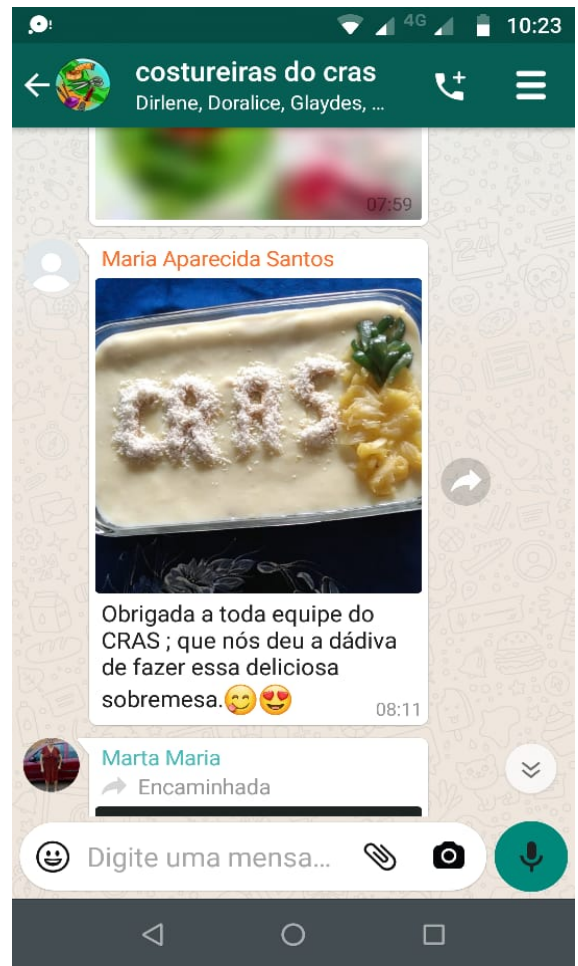 4G
10:23
costureiras do cras
Dirlene, Doralice, Glaydes, ...
07:59
Maria Aparecida Santos
CRAS
Obrigada a toda equipe do
CRAS ; que nós deu a dádiva
de fazer essa deliciosa
sobremesa.😋😍
08:11
Marta Maria
Encaminhada
Digite uma mensa...